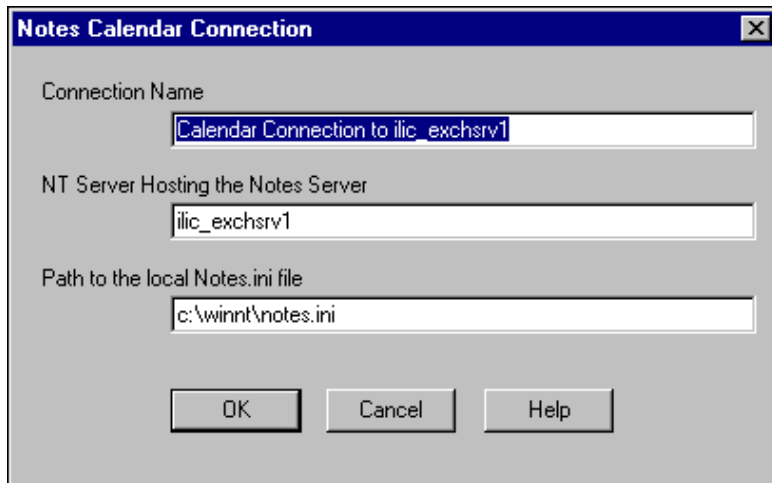 Notes Calendar Connection
Connection Name
Calendar Connection to ilic_exchsrv1
NT Server Hosting the Notes Server
ilic_exchsrv1
Path to the local Notes.ini file
c:\winnt\notes.ini
OK Cancel Help